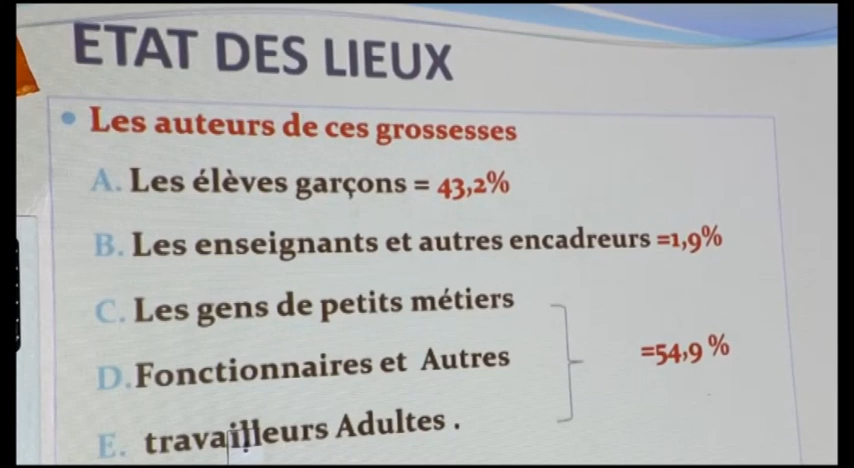 ETAT DES LIEUX
• Les auteurs de ces grossesses
A. Les élèves garçons = 43,2%
B. Les enseignants et autres encadreurs =1,9%
C. Les gens de petits métiers
D. Fonctionnaires et Autres =54,9 %
E. travailleurs Adultes .